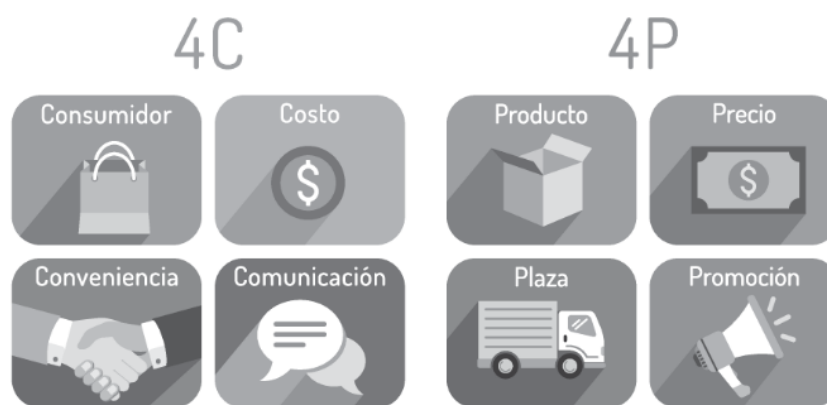 4C
4P
Consumidor
Costo
Producto
Precio
$
$
Conveniencia
Comunicación
Plaza
Promoción